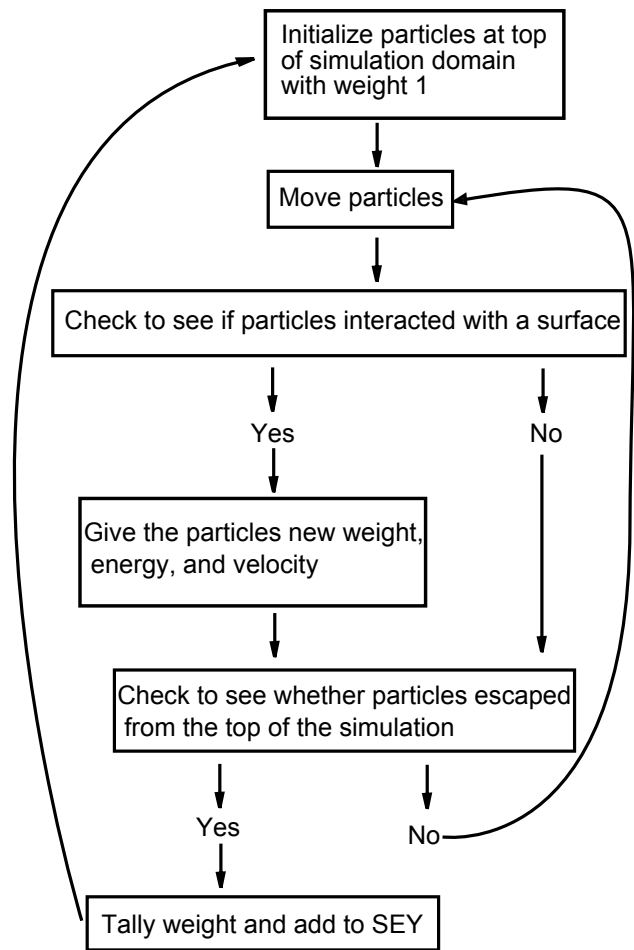 Initialize particles at top
of simulation domain
with weight 1
Move particles
Check to see if particles interacted with a surface
Yes
No
Give the particles new weight,
energy, and velocity
Check to see whether particles escaped
from the top of the simulation
Yes
No
Tally weight and add to SEY